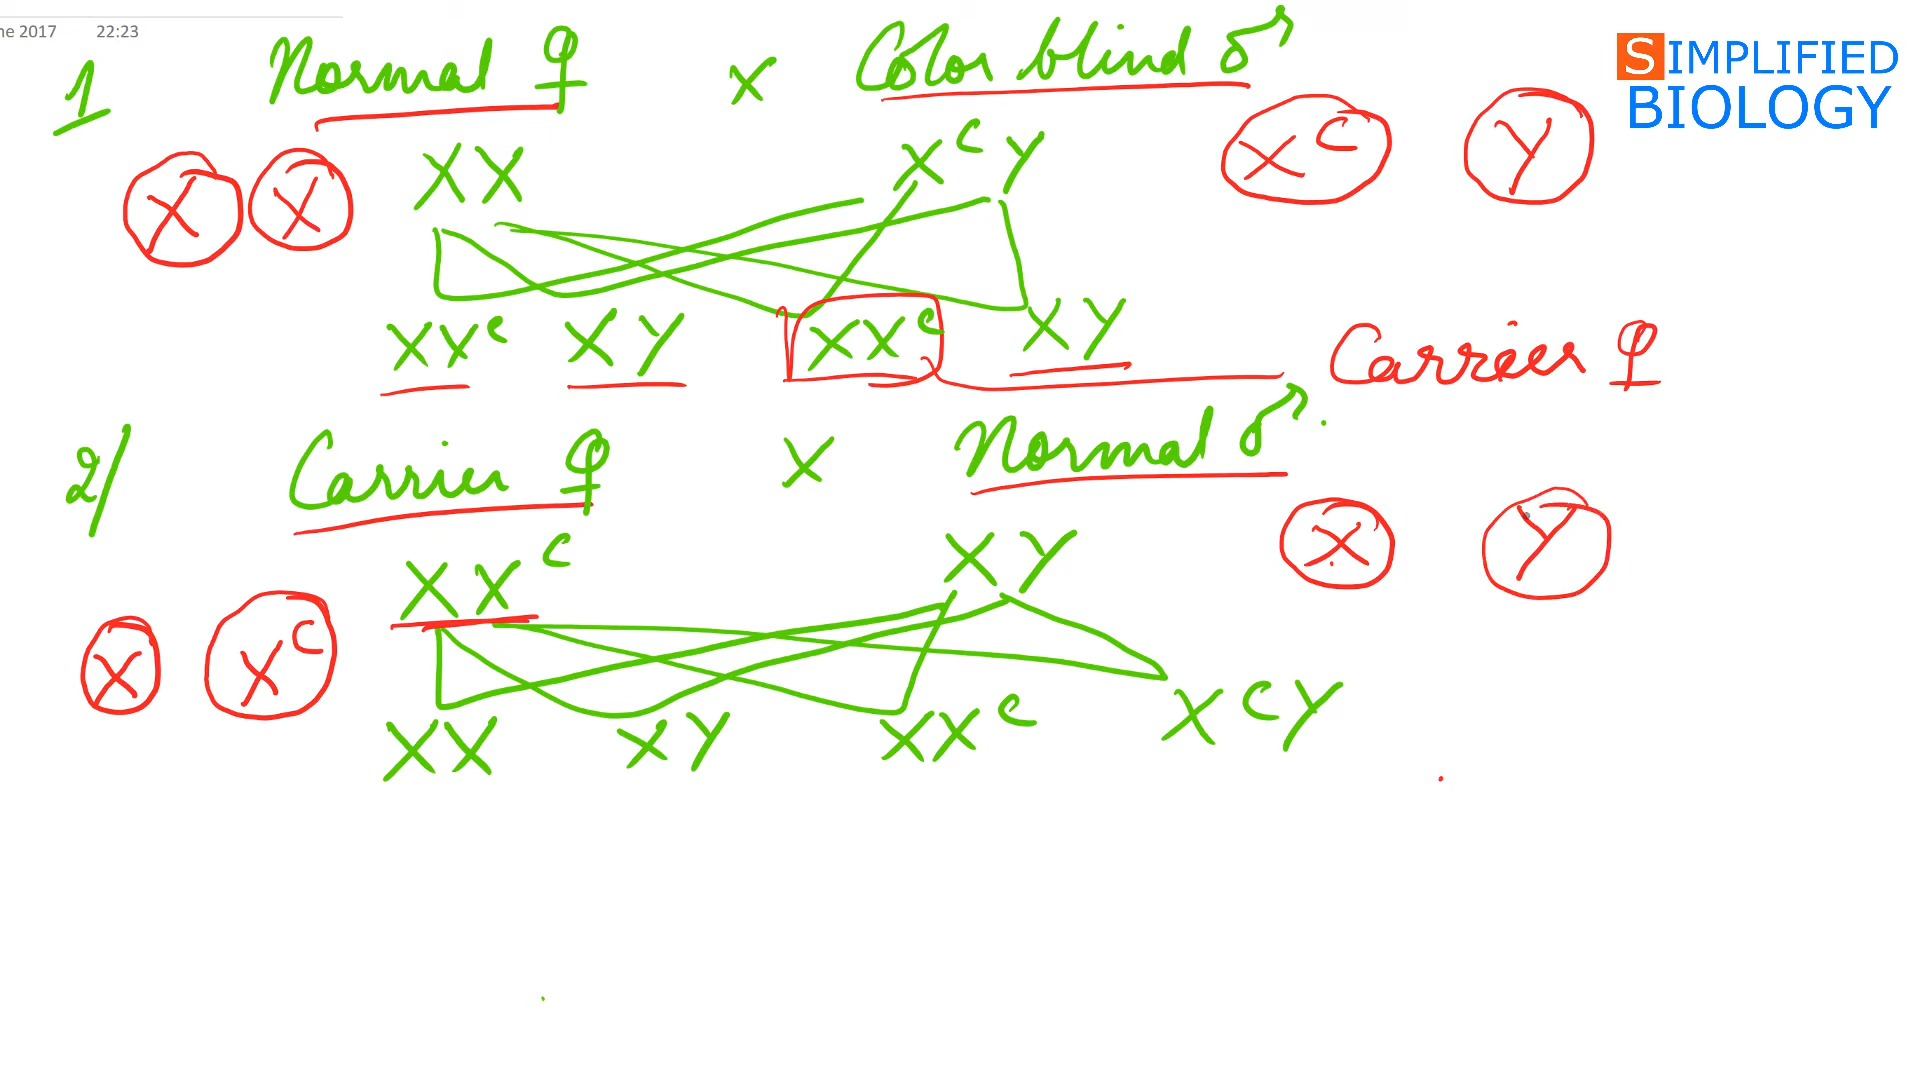 ne 2017 22:23
SIMPLIFIED
BIOLOGY
1 Normal ♀ × Color blind ♂
X X XX XᶜY Xᶜ Y
XXᶜ XY XXᶜ XY Carrier ♀
2/ Carrier ♀ × Normal ♂
XXᶜ XY X Y
X Xᶜ
XX XY XXᶜ XᶜY